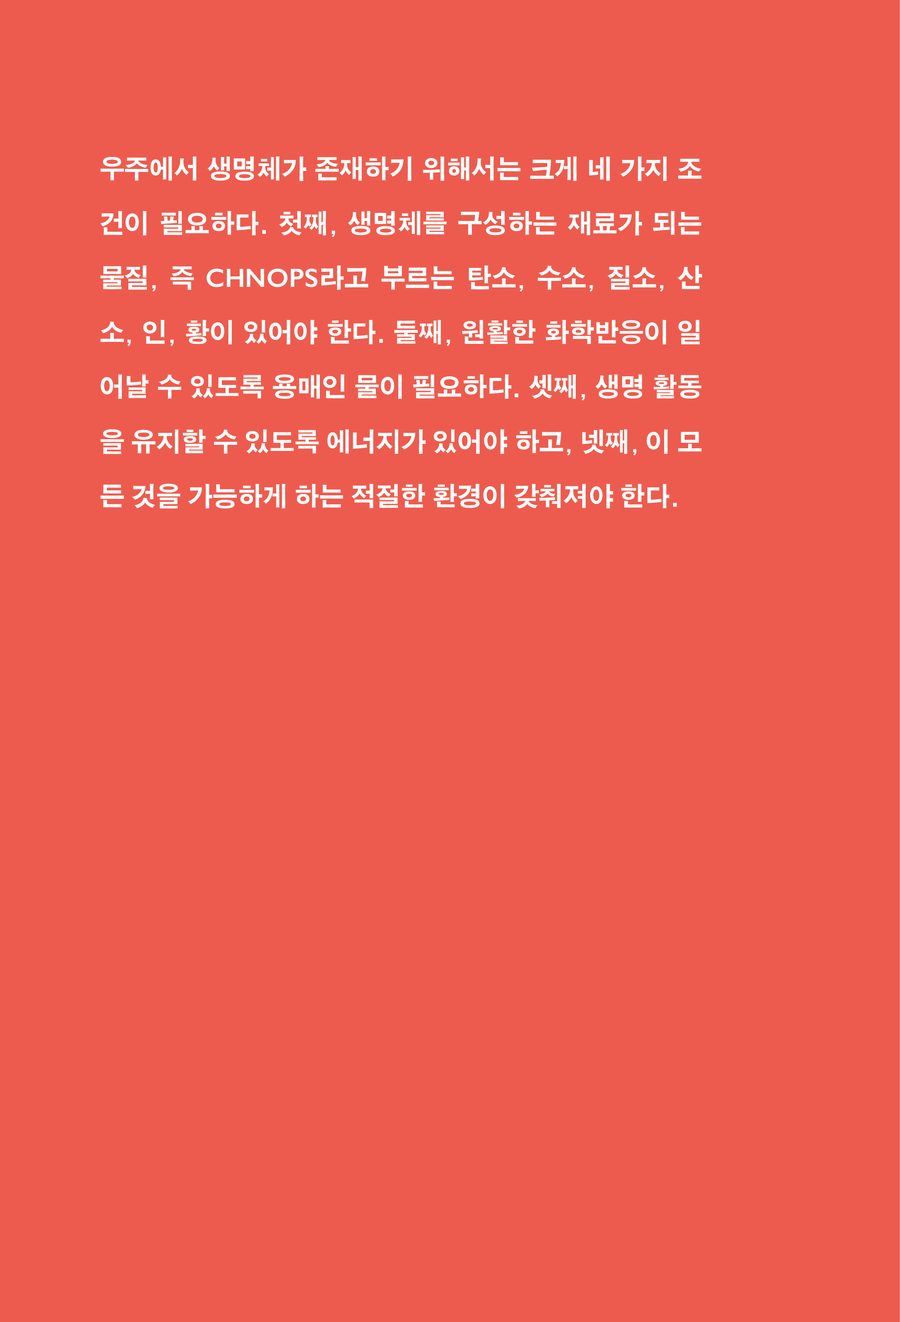 우주에서 생명체가 존재하기 위해서는 크게 네 가지 조
건이 필요하다. 첫째, 생명체를 구성하는 재료가 되는
물질, 즉 CHNOPS라고 부르는 탄소, 수소, 질소, 산
소, 인, 황이 있어야 한다. 둘째, 원활한 화학반응이 일
어날 수 있도록 용매인 물이 필요하다. 셋째, 생명 활동
을 유지할 수 있도록 에너지가 있어야 하고, 넷째, 이 모
든 것을 가능하게 하는 적절한 환경이 갖춰져야 한다.